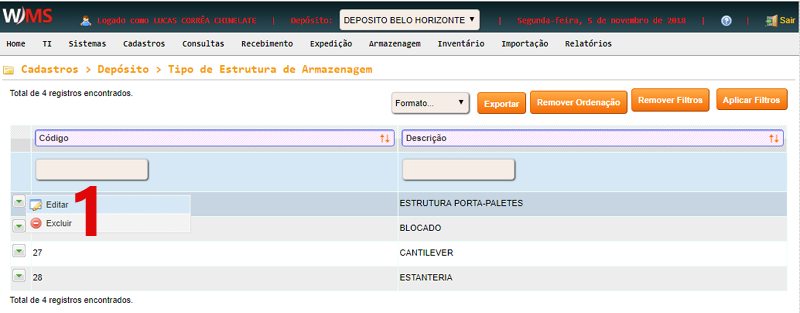 WMS Logado como LUCAS CORRÊA CHINELATE | Depósito: DEPOSITO BELO HORIZONTE | Segunda-feira, 5 de novembro de 2018 | Sair
Home TI Sistemas Cadastros Consultas Recebimento Expedição Armazenagem Inventário Importação Relatórios
Cadastros > Depósito > Tipo de Estrutura de Armazenagem
Total de 4 registros encontrados.
Formato... Exportar Remover Ordenação Remover Filtros Aplicar Filtros
Código Descrição
Editar 1 ESTRUTURA PORTA-PALETES
Excluir BLOCADO
27 CANTILEVER
28 ESTANTERIA
Total de 4 registros encontrados.